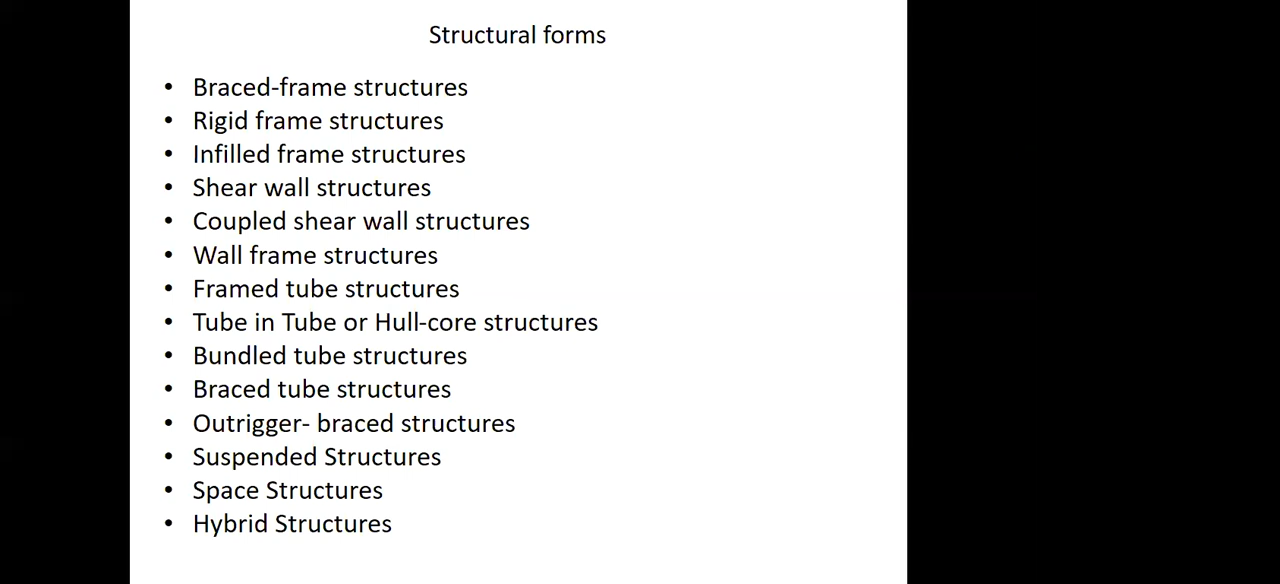 Structural forms
• Braced-frame structures
• Rigid frame structures
• Infilled frame structures
• Shear wall structures
• Coupled shear wall structures
• Wall frame structures
• Framed tube structures
• Tube in Tube or Hull-core structures
• Bundled tube structures
• Braced tube structures
• Outrigger- braced structures
• Suspended Structures
• Space Structures
• Hybrid Structures